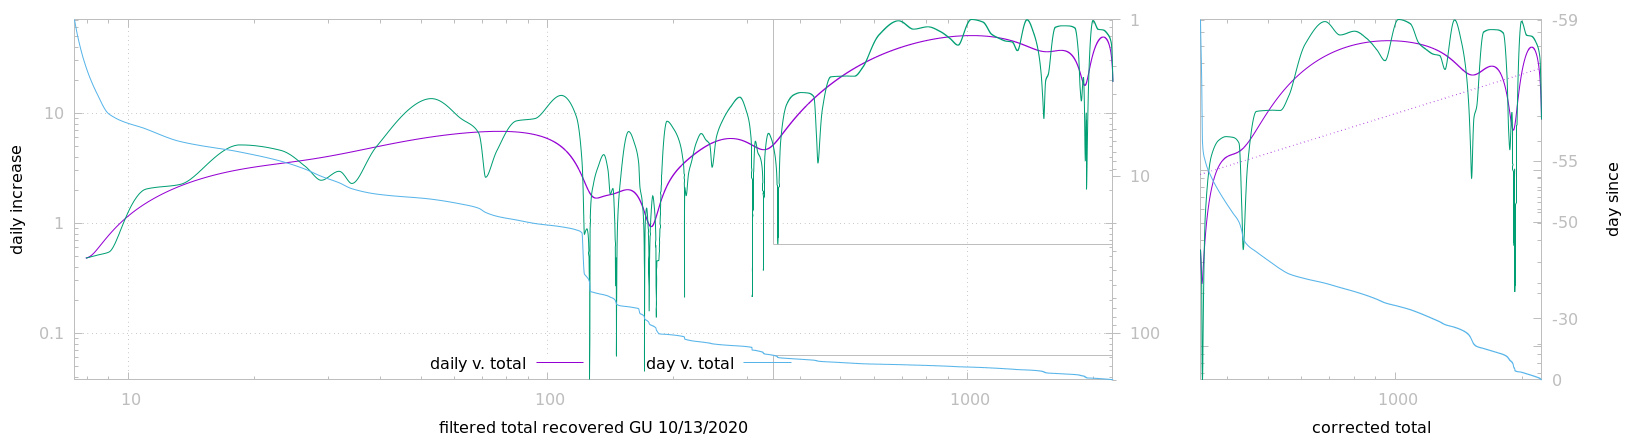 daily increase
10
1
0.1
daily v. total
day v. total
1
10
100
10
100
1000
filtered total recovered GU 10/13/2020
-59
-55
-50
-30
0
day since
1000
corrected total